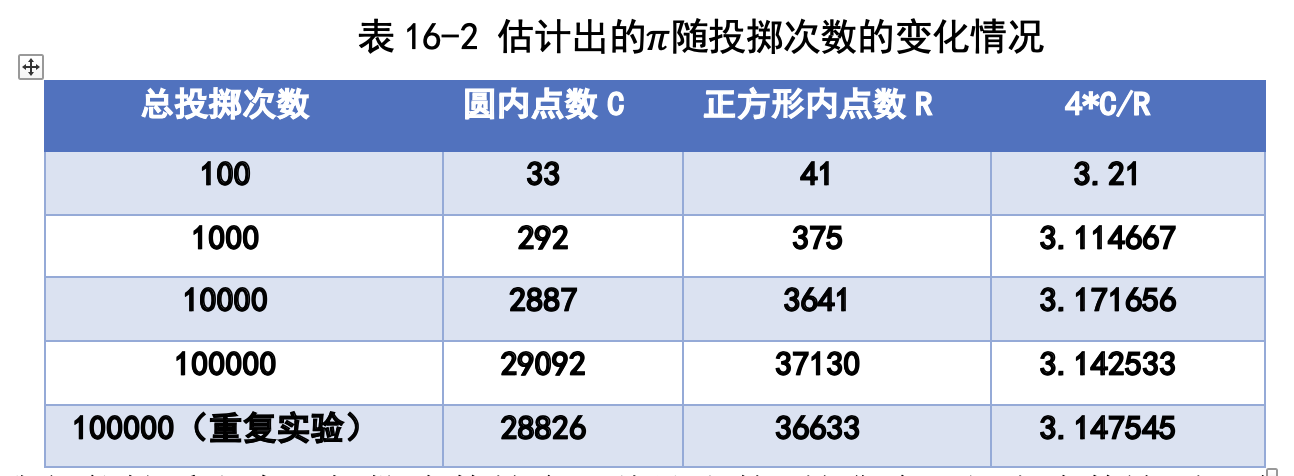 表 16-2 估计出的π随投掷次数的变化情况
总投掷次数 圆内点数 C 正方形内点数 R 4*C/R
100 33 41 3.21
1000 292 375 3.114667
10000 2887 3641 3.171656
100000 29092 37130 3.142533
100000（重复实验） 28826 36633 3.147545